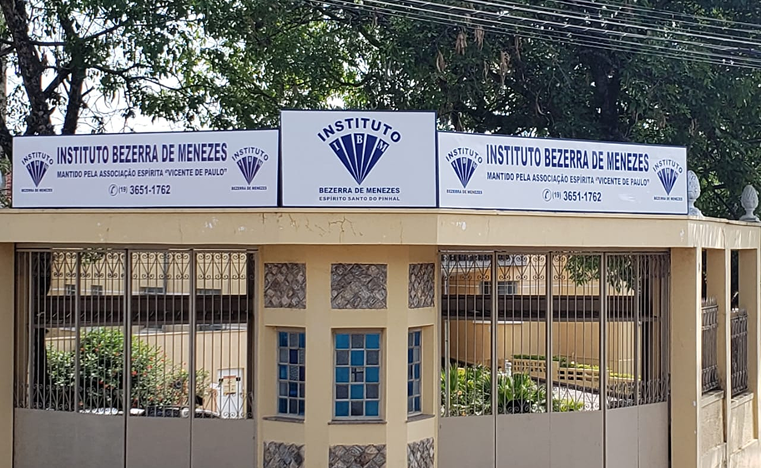 INSTITUTO BEZERRA DE MENEZES
MANTIDO PELA ASSOCIAÇÃO ESPÍRITA "VICENTE DE PAULO"
(19) 3651-1762
INSTITUTO
BEZERRA DE MENEZES
INSTITUTO
BEZERRA DE MENEZES
INSTITUTO
I B M
BEZERRA DE MENEZES
ESPÍRITO SANTO DO PINHAL
INSTITUTO BEZERRA DE MENEZES
MANTIDO PELA ASSOCIAÇÃO ESPÍRITA "VICENTE DE PAULO"
(19) 3651-1762
INSTITUTO
BEZERRA DE MENEZES
INSTITUTO
BEZERRA DE MENEZES